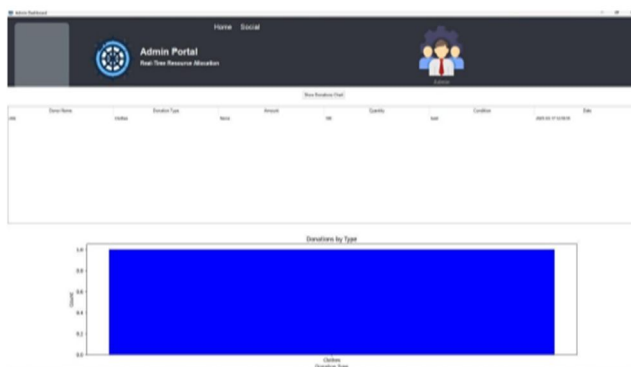 Admin Dashboard
Home Social
Admin Portal
Real-Time Resource Allocation
Admin
Show Donations Chart
Donor Name Donation Type Amount Quantity Condition Date
Clothes None
Donations by Type
1.0
0.8
0.6
0.4
0.2
0.0
Count
Clothes
Donation Type